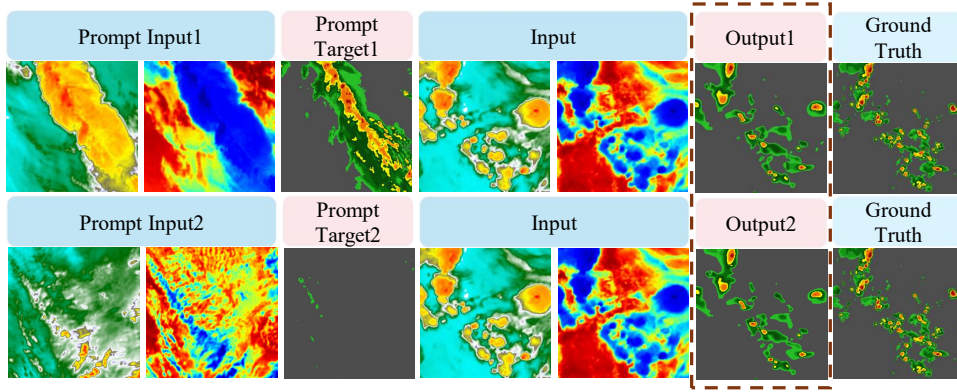 Prompt Input1
Prompt
Target1
Input
Output1
Ground
Truth
Prompt Input2
Prompt
Target2
Input
Output2
Ground
Truth